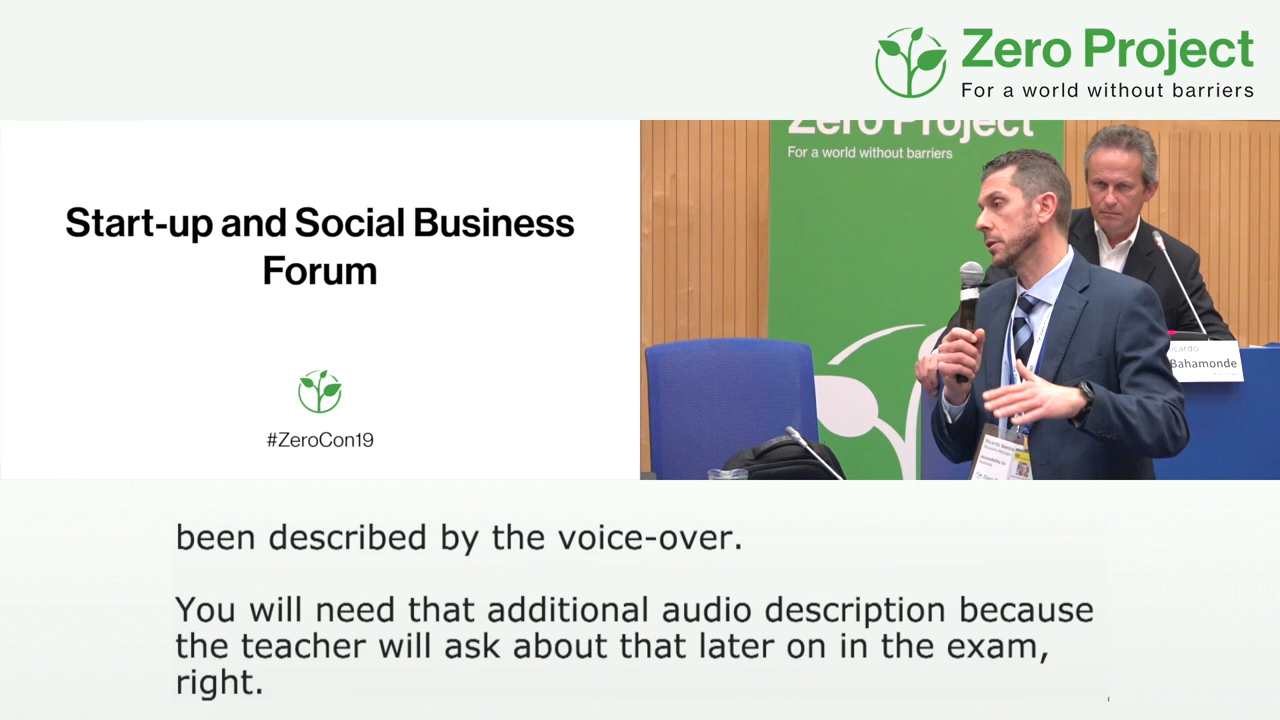 Zero Project
For a world without barriers
Start-up and Social Business
Forum
#ZeroCon19
Zero Project
For a world without barriers
Bahamonde
been described by the voice-over.
You will need that additional audio description because
the teacher will ask about that later on in the exam,
right.